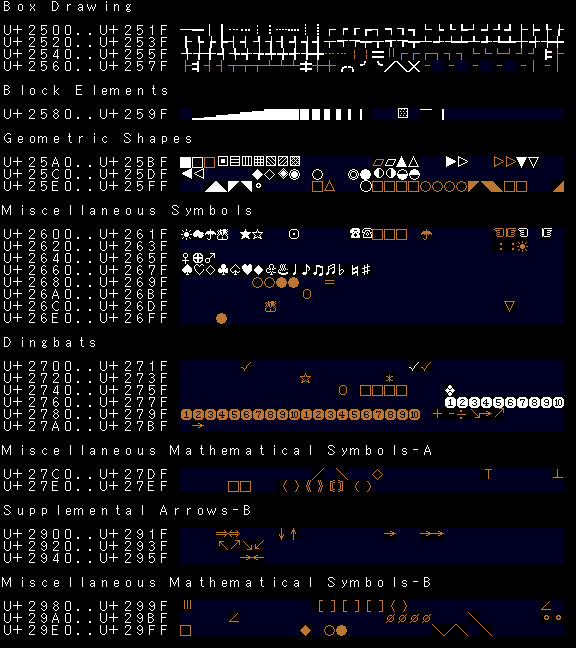 Box Drawing
U+2500..U+251F
U+2520..U+253F
U+2540..U+255F
U+2560..U+257F
Block Elements
U+2580..U+259F
Geometric Shapes
U+25A0..U+25BF
U+25C0..U+25DF
U+25E0..U+25FF
Miscellaneous Symbols
U+2600..U+261F
U+2620..U+263F
U+2640..U+265F
U+2660..U+267F
U+2680..U+269F
U+26A0..U+26BF
U+26C0..U+26DF
U+26E0..U+26FF
Dingbats
U+2700..U+271F
U+2720..U+273F
U+2740..U+275F
U+2760..U+277F
U+2780..U+279F
U+27A0..U+27BF
Miscellaneous Mathematical Symbols-A
U+27C0..U+27DF
U+27E0..U+27EF
Supplemental Arrows-B
U+2900..U+291F
U+2920..U+293F
U+2940..U+295F
Miscellaneous Mathematical Symbols-B
U+2980..U+299F
U+29A0..U+29BF
U+29E0..U+29FF